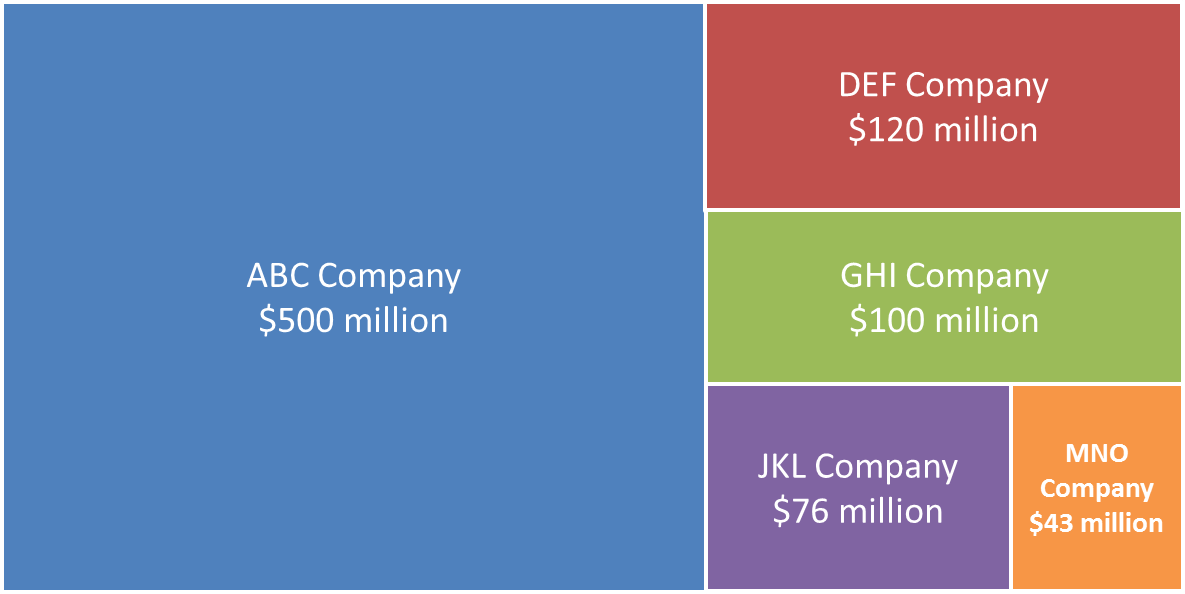 ABC Company
$500 million
DEF Company
$120 million
GHI Company
$100 million
JKL Company
$76 million
MNO
Company
$43 million